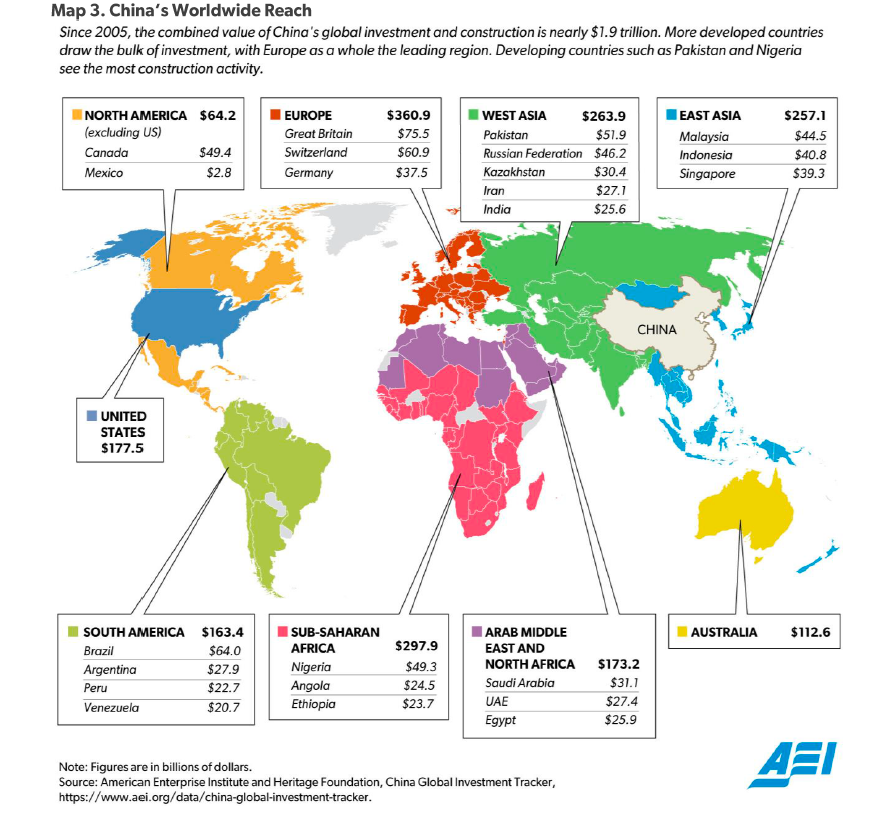 Map 3. China's Worldwide Reach
Since 2005, the combined value of China's global investment and construction is nearly $1.9 trillion. More developed countries
draw the bulk of investment, with Europe as a whole the leading region. Developing countries such as Pakistan and Nigeria
see the most construction activity.
NORTH AMERICA $64.2
(excluding US)
Canada $49.4
Mexico $2.8
EUROPE $360.9
Great Britain $75.5
Switzerland $60.9
Germany $37.5
WEST ASIA $263.9
Pakistan $51.9
Russian Federation $46.2
Kazakhstan $30.4
Iran $27.1
India $25.6
EAST ASIA $257.1
Malaysia $44.5
Indonesia $40.8
Singapore $39.3
CHINA
UNITED
STATES
$177.5
SOUTH AMERICA $163.4
Brazil $64.0
Argentina $27.9
Peru $22.7
Venezuela $20.7
SUB-SAHARAN
AFRICA $297.9
Nigeria $49.3
Angola $24.5
Ethiopia $23.7
ARAB MIDDLE
EAST AND
NORTH AFRICA $173.2
Saudi Arabia $31.1
UAE $27.4
Egypt $25.9
AUSTRALIA $112.6
AEI
Note: Figures are in billions of dollars.
Source: American Enterprise Institute and Heritage Foundation, China Global Investment Tracker,
https://www.aei.org/data/china-global-investment-tracker.